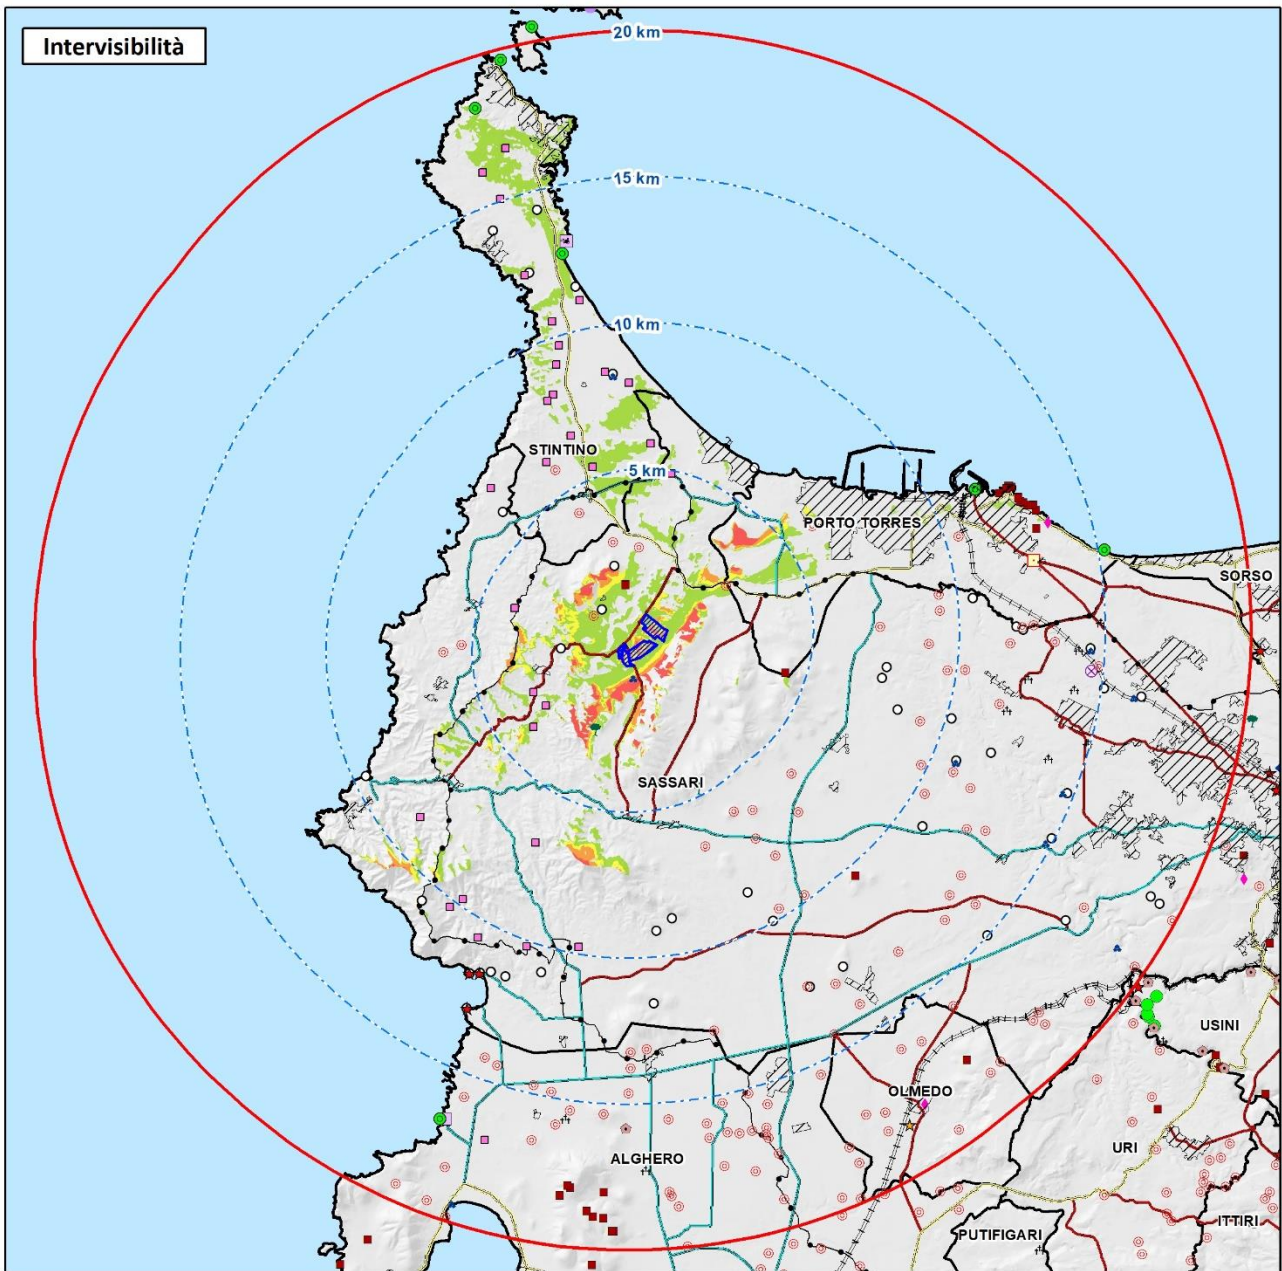 Intervisibilità
20 km
15 km
10 km
STINTINO
5 km
PORTO TORRES
SORSO
SASSARI
USINI
OLMEDO
URI
ALGHERO
ITTIRI
PUTIFIGARI